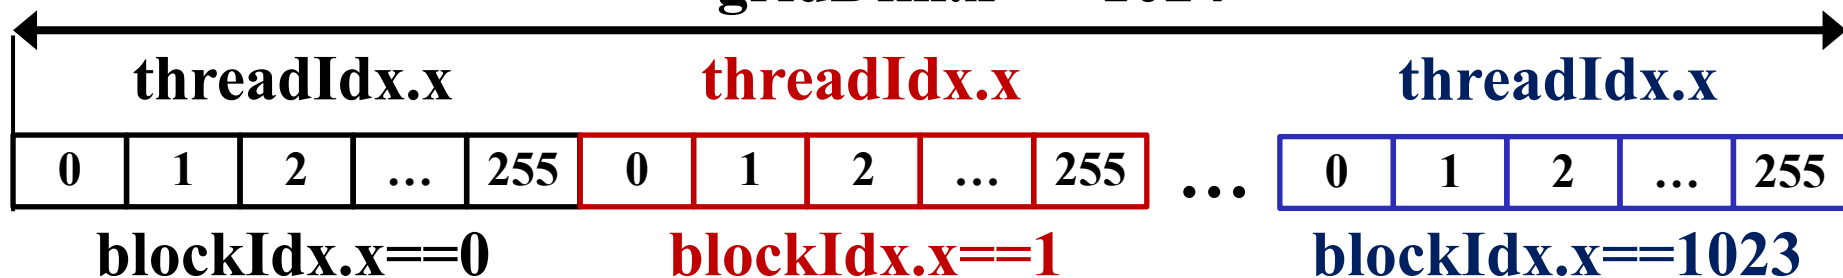 threadIdx.x threadIdx.x threadIdx.x
0 1 2 … 255 0 1 2 … 255 … 0 1 2 … 255
blockIdx.x==0 blockIdx.x==1 blockIdx.x==1023